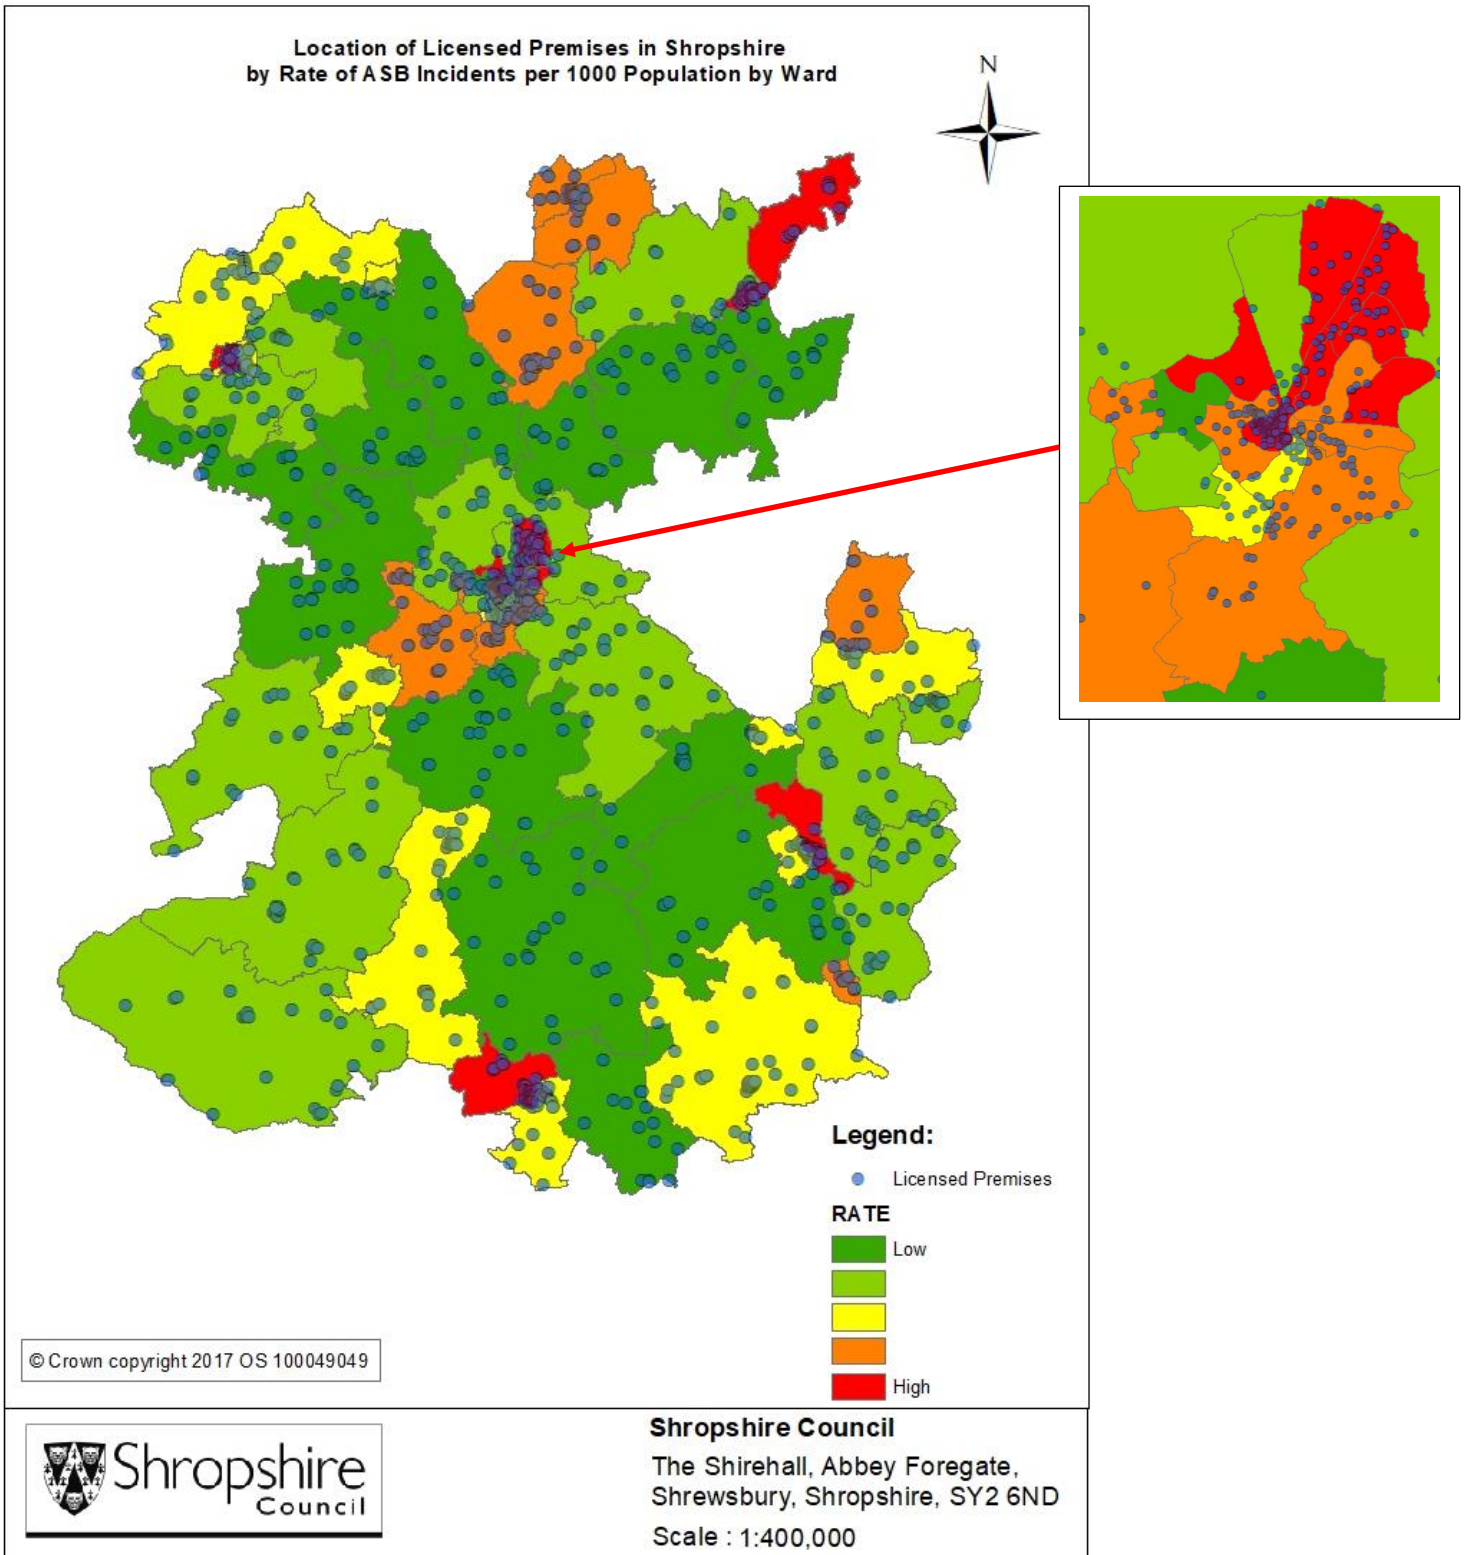 Location of Licensed Premises in Shropshire
by Rate of ASB Incidents per 1000 Population by Ward
N
Legend:
Licensed Premises
RATE
Low
High
© Crown copyright 2017 OS 100049049
Shropshire
Council
Shropshire Council
The Shirehall, Abbey Foregate,
Shrewsbury, Shropshire, SY2 6ND
Scale : 1:400,000